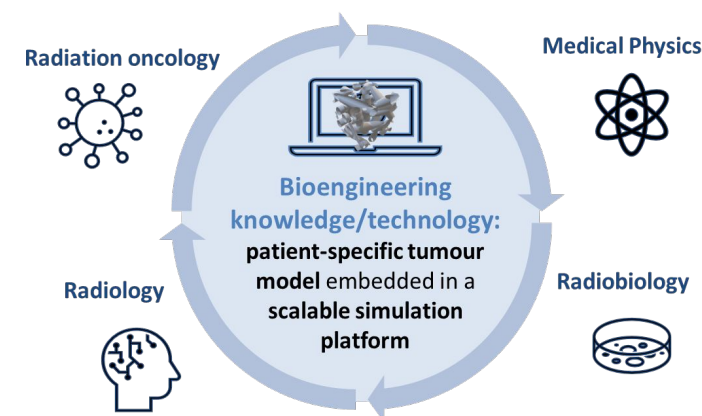 Radiation oncology
Medical Physics
Bioengineering
knowledge/technology:
patient-specific tumour
model embedded in a
scalable simulation
platform
Radiology
Radiobiology